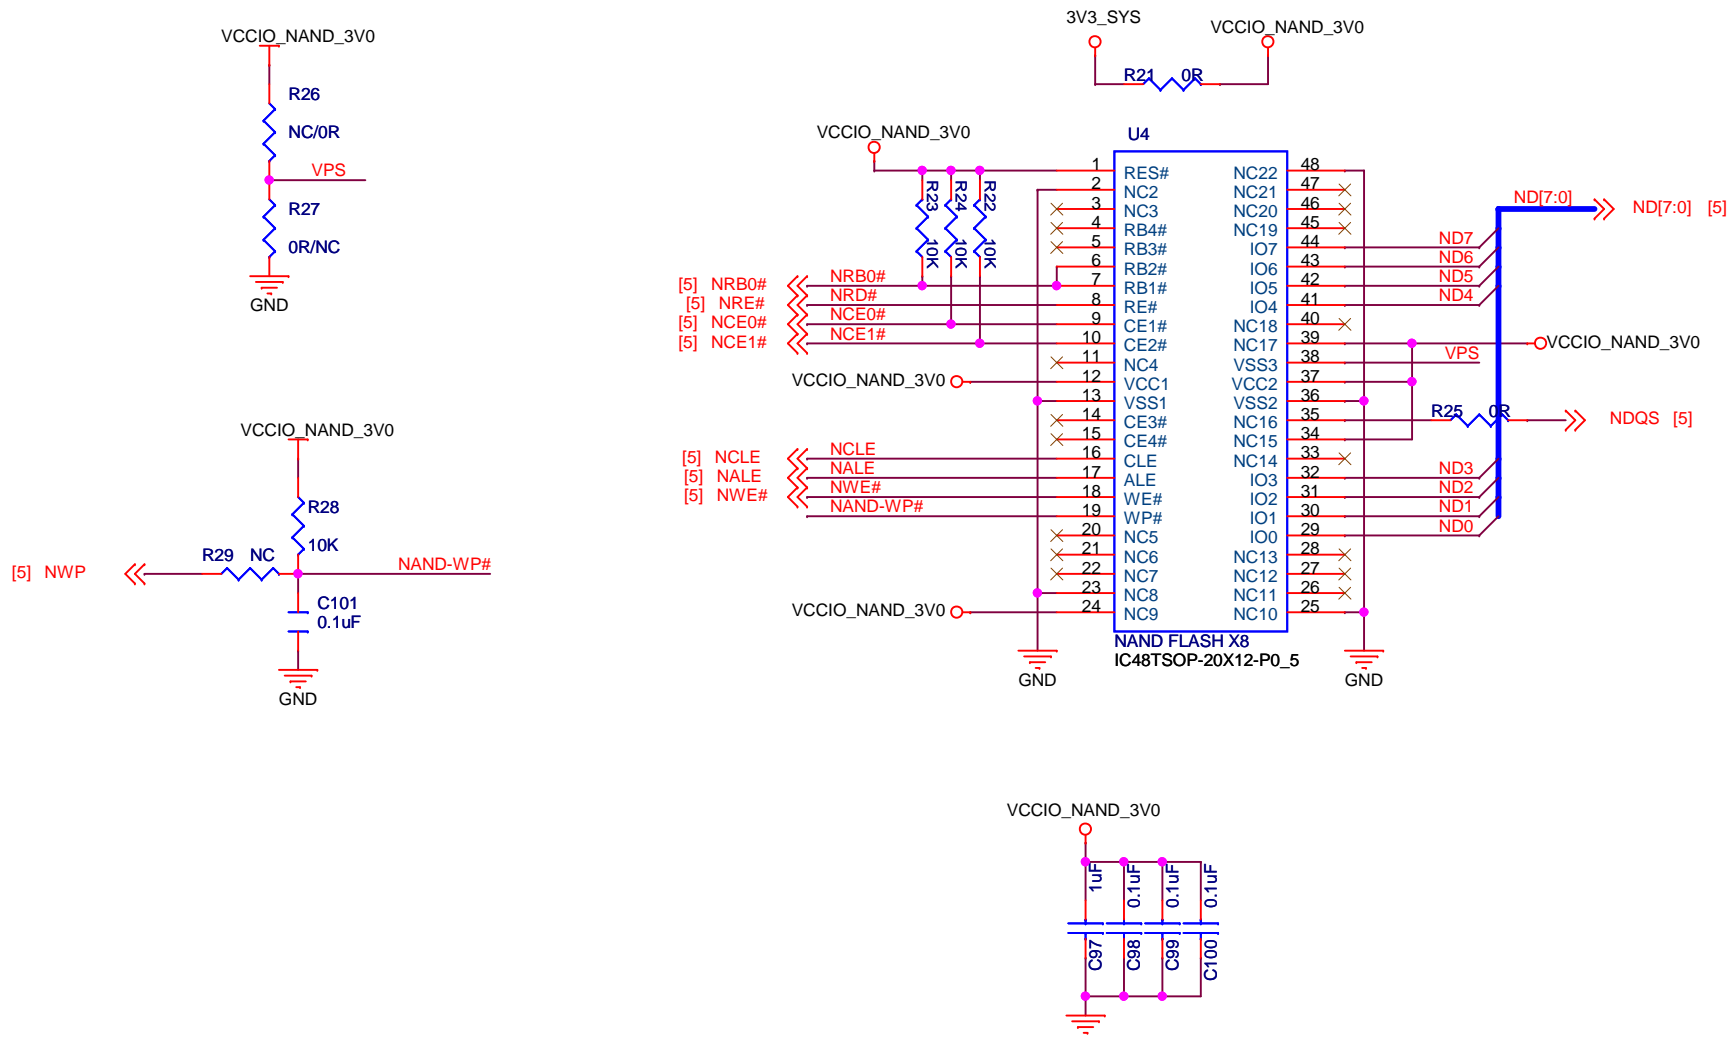 VCCIO_NAND_3V0
R26
NC/0R
VPS
R27
0R/NC
GND
VCCIO_NAND_3V0
R28
10K
R29 NC
[5] NWP
NAND-WP#
C101
0.1uF
GND
3V3_SYS
VCCIO_NAND_3V0
R21 0R
VCCIO_NAND_3V0
U4
R23 10K
R24 10K
R22 10K
[5] NRB0# NRB0#
[5] NRE# NRD#
[5] NCE0# NCE0#
[5] NCE1# NCE1#
VCCIO_NAND_3V0
[5] NCLE NCLE
[5] NALE NALE
[5] NWE# NWE#
NAND-WP#
VCCIO_NAND_3V0
1 RES# NC22 48
2 NC2 NC21 47
3 NC3 NC20 46
4 RB4# NC19 45
5 RB3# IO7 44
6 RB2# IO6 43
7 RB1# IO5 42
8 RE# IO4 41
9 CE1# NC18 40
10 CE2# NC17 39
11 NC4 VSS3 38
12 VCC1 VCC2 37
13 VSS1 VSS2 36
14 CE3# NC16 35
15 CE4# NC15 34
16 CLE NC14 33
17 ALE IO3 32
18 WE# IO2 31
19 WP# IO1 30
20 NC5 IO0 29
21 NC6 NC13 28
22 NC7 NC12 27
23 NC8 NC11 26
24 NC9 NC10 25
NAND FLASH X8
IC48TSOP-20X12-P0_5
GND
GND
ND[7:0]
ND[7:0] [5]
ND7
ND6
ND5
ND4
VCCIO_NAND_3V0
VPS
R25 0R
NDQS [5]
ND3
ND2
ND1
ND0
VCCIO_NAND_3V0
1uF
0.1uF
0.1uF
0.1uF
C97
C98
C99
C100